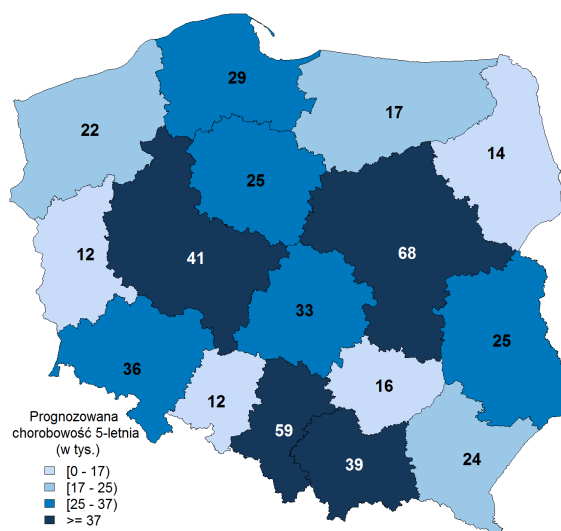 29
17
22
14
25
41
68
12
33
25
36
12
16
59
39
24
Prognozowana
chorobowość 5-letnia
(w tys.)
[0 - 17)
[17 - 25)
[25 - 37)
>= 37